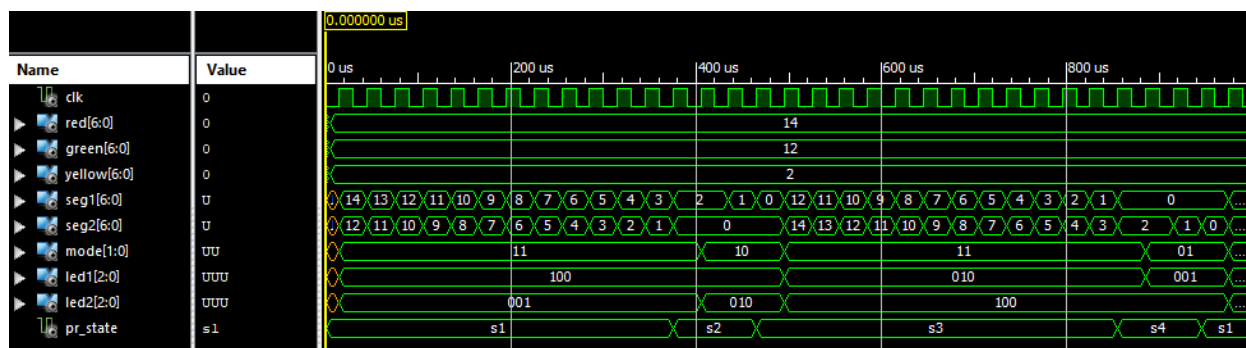 0.000000 us
Name Value 0 us 200 us 400 us 600 us 800 us
clk 0
red[6:0] 0 14
green[6:0] 0 12
yellow[6:0] 0 2
seg1[6:0] U 14 13 12 11 10 9 8 7 6 5 4 3 2 1 0 12 11 10 9 8 7 6 5 4 3 2 1 0 ...
seg2[6:0] U 12 11 10 9 8 7 6 5 4 3 2 1 0 14 13 12 11 10 9 8 7 6 5 4 3 2 1 0 ...
mode[1:0] UU 11 10 11 01 ...
led1[2:0] UUU 100 010 001 ...
led2[2:0] UUU 001 010 100 ...
pr_state s1 s1 s2 s3 s4 s1